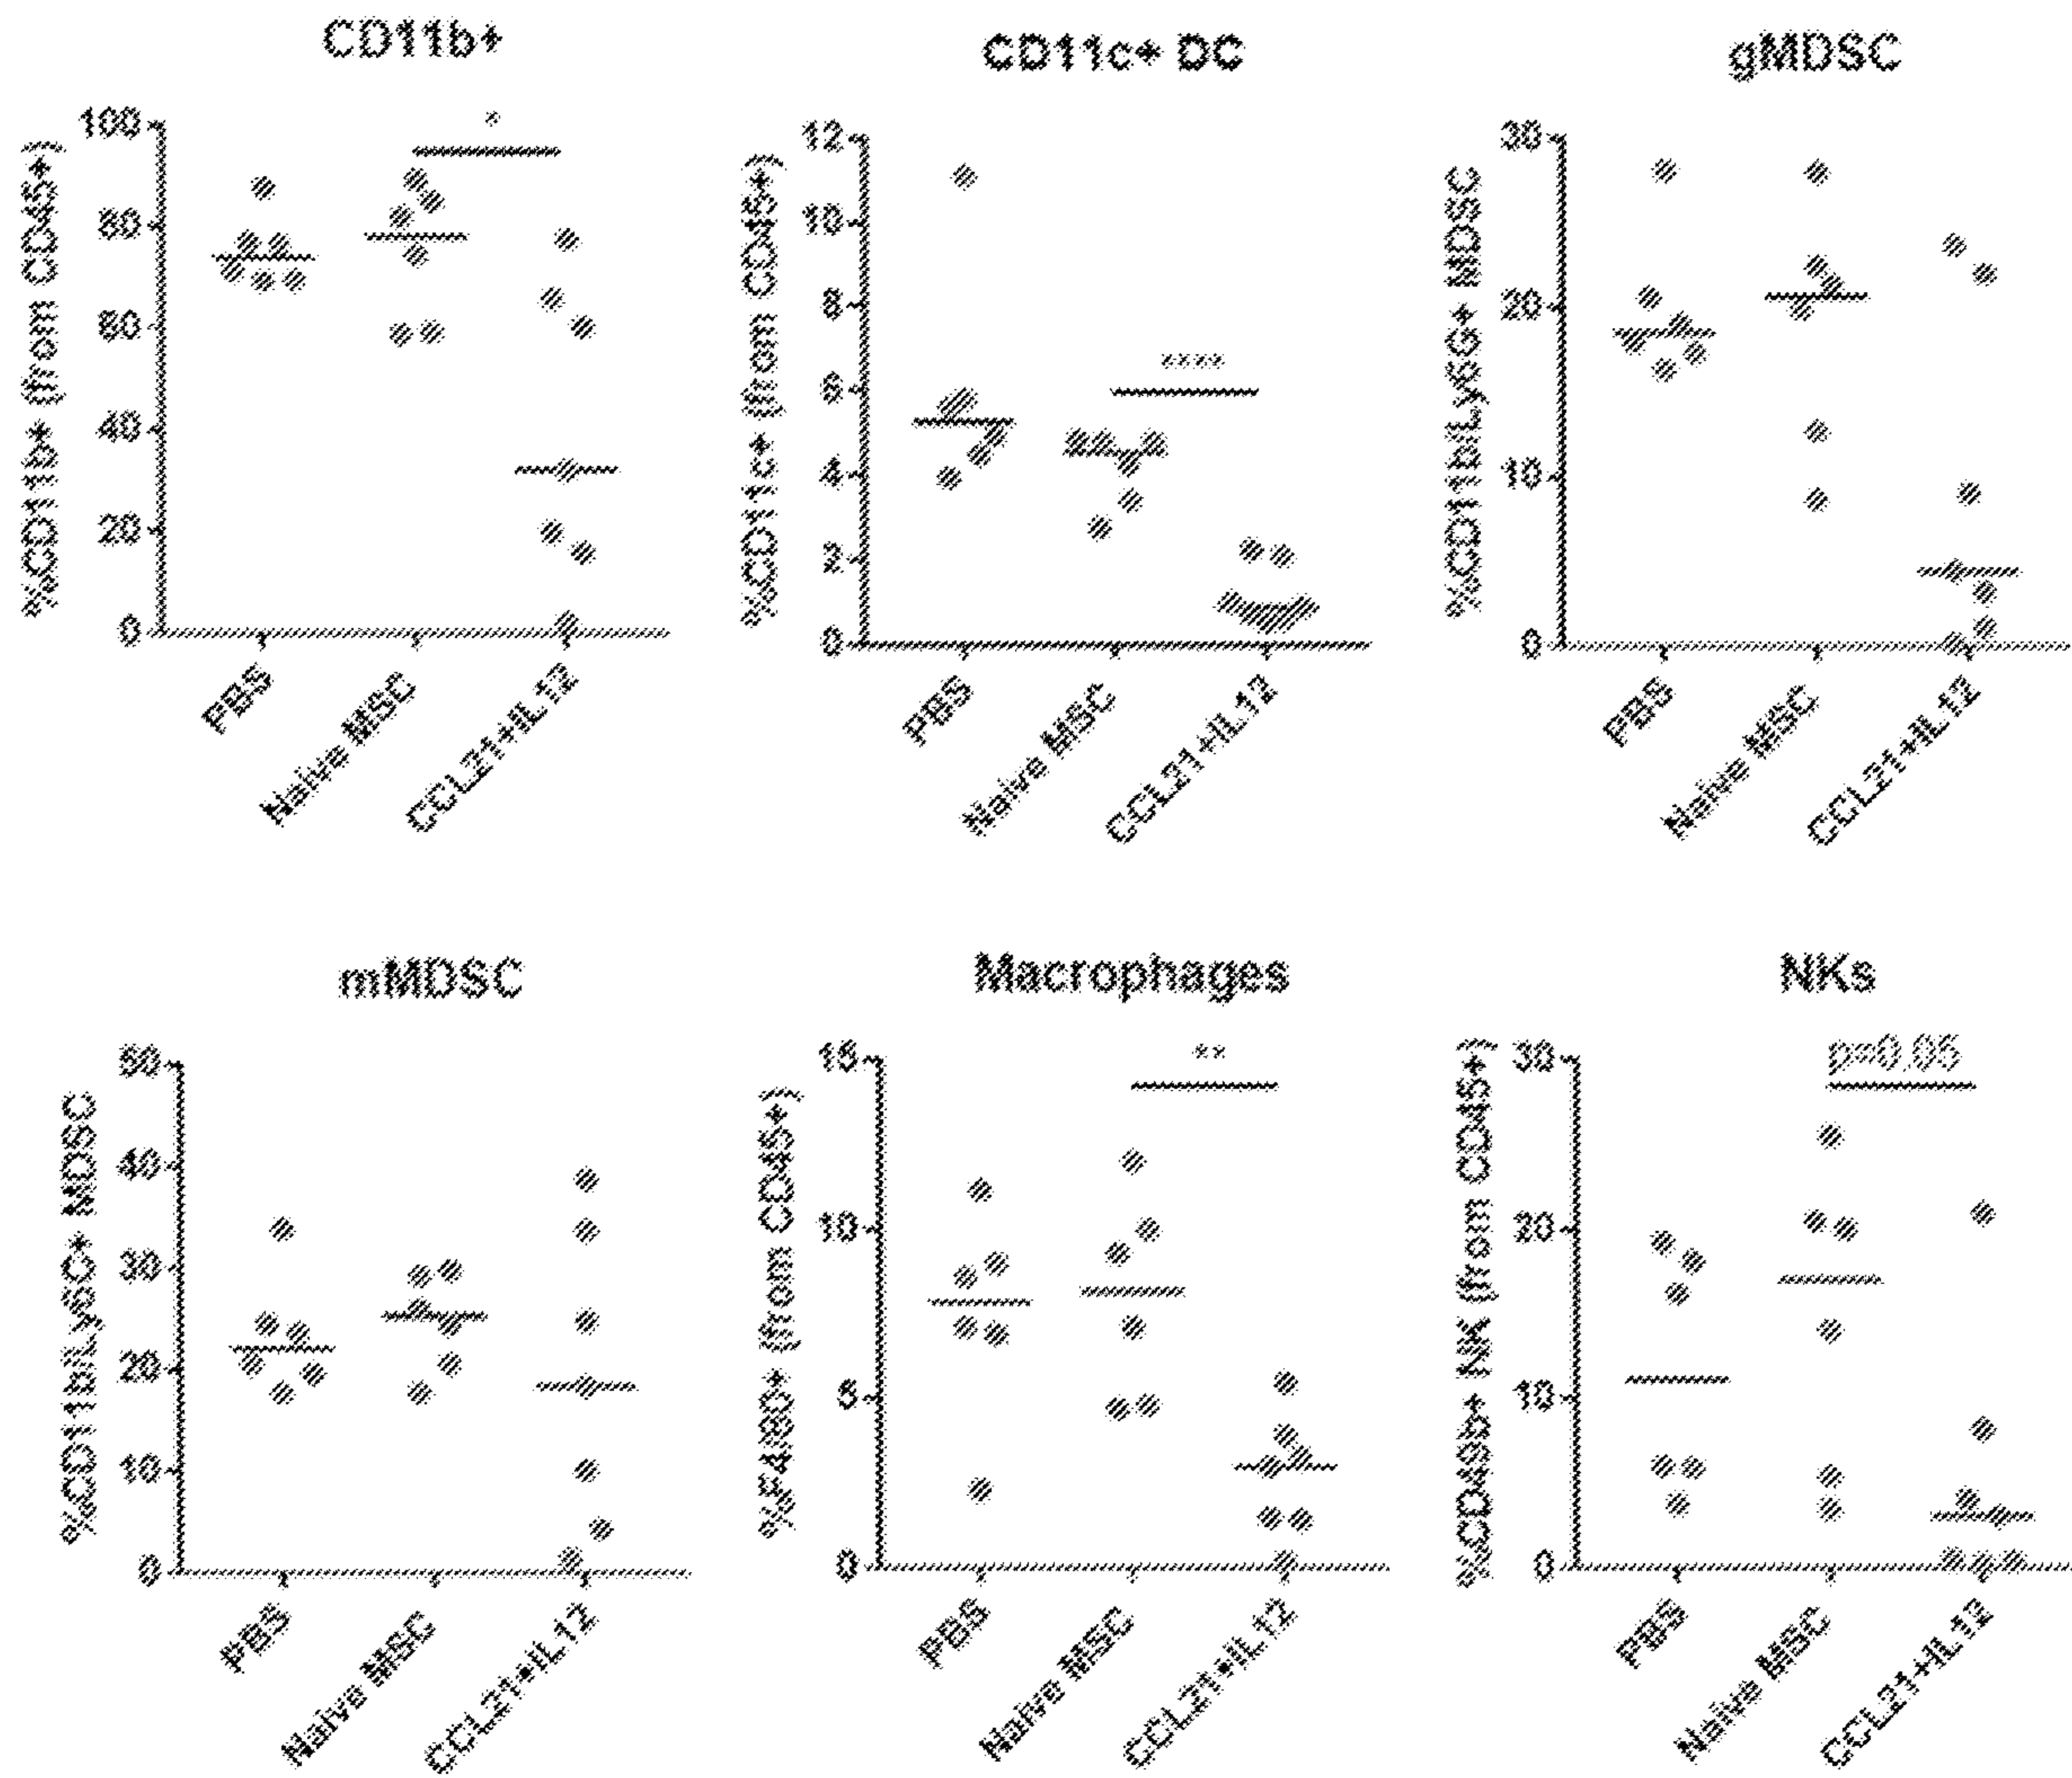 CD11b+
%CD11b+ (from CD45+)
100
80
60
40
20
0
*
PBS
Naive MSC
CCL21+IL12
CD11c+ DC
%CD11c+ (from CD45+)
12
10
8
6
4
2
0
****
PBS
Naive MSC
CCL21+IL12
gMDSC
%CD11b/Ly6G+ MDSC
30
20
10
0
PBS
Naive MSC
CCL21+IL12
mMDSC
%CD11b/Ly6C+ MDSC
50
40
30
20
10
0
PBS
Naive MSC
CCL21+IL12
Macrophages
%F4/80+ (from CD45+)
15
10
5
0
**
PBS
Naive MSC
CCL21+IL12
NKs
%CD49b+ NK (from CD45+)
30
20
10
0
p=0.05
PBS
Naive MSC
CCL21+IL12